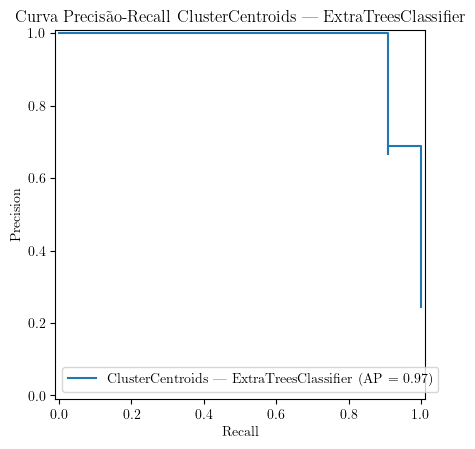 Curva Precisão-Recall ClusterCentroids — ExtraTreesClassifier
1.0
0.8
0.6
0.4
0.2
0.0
Precision
ClusterCentroids — ExtraTreesClassifier (AP = 0.97)
0.0 0.2 0.4 0.6 0.8 1.0
Recall